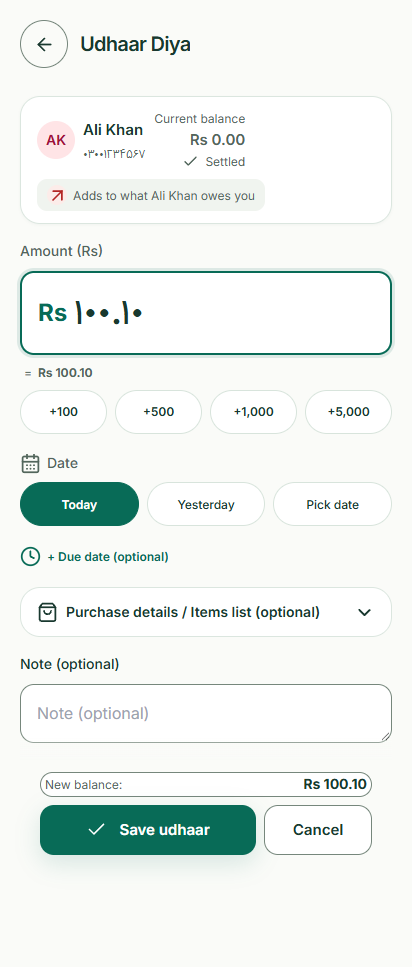 Udhaar Diya
AK
Ali Khan
۰۳۰۰۱۲۳۴۵۶۷
Current balance
Rs 0.00
Settled
Adds to what Ali Khan owes you
Amount (Rs)
Rs ۱۰۰.۱۰
= Rs 100.10
+100
+500
+1,000
+5,000
Date
Today
Yesterday
Pick date
+ Due date (optional)
Purchase details / Items list (optional)
Note (optional)
Note (optional)
New balance:
Rs 100.10
Save udhaar
Cancel